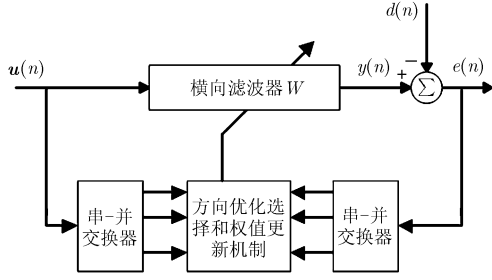 d(n)
u(n)
横向滤波器 W
y(n)
+
−
Σ
e(n)
串-并
交换器
方向优化选
择和权值更
新机制
串-并
交换器